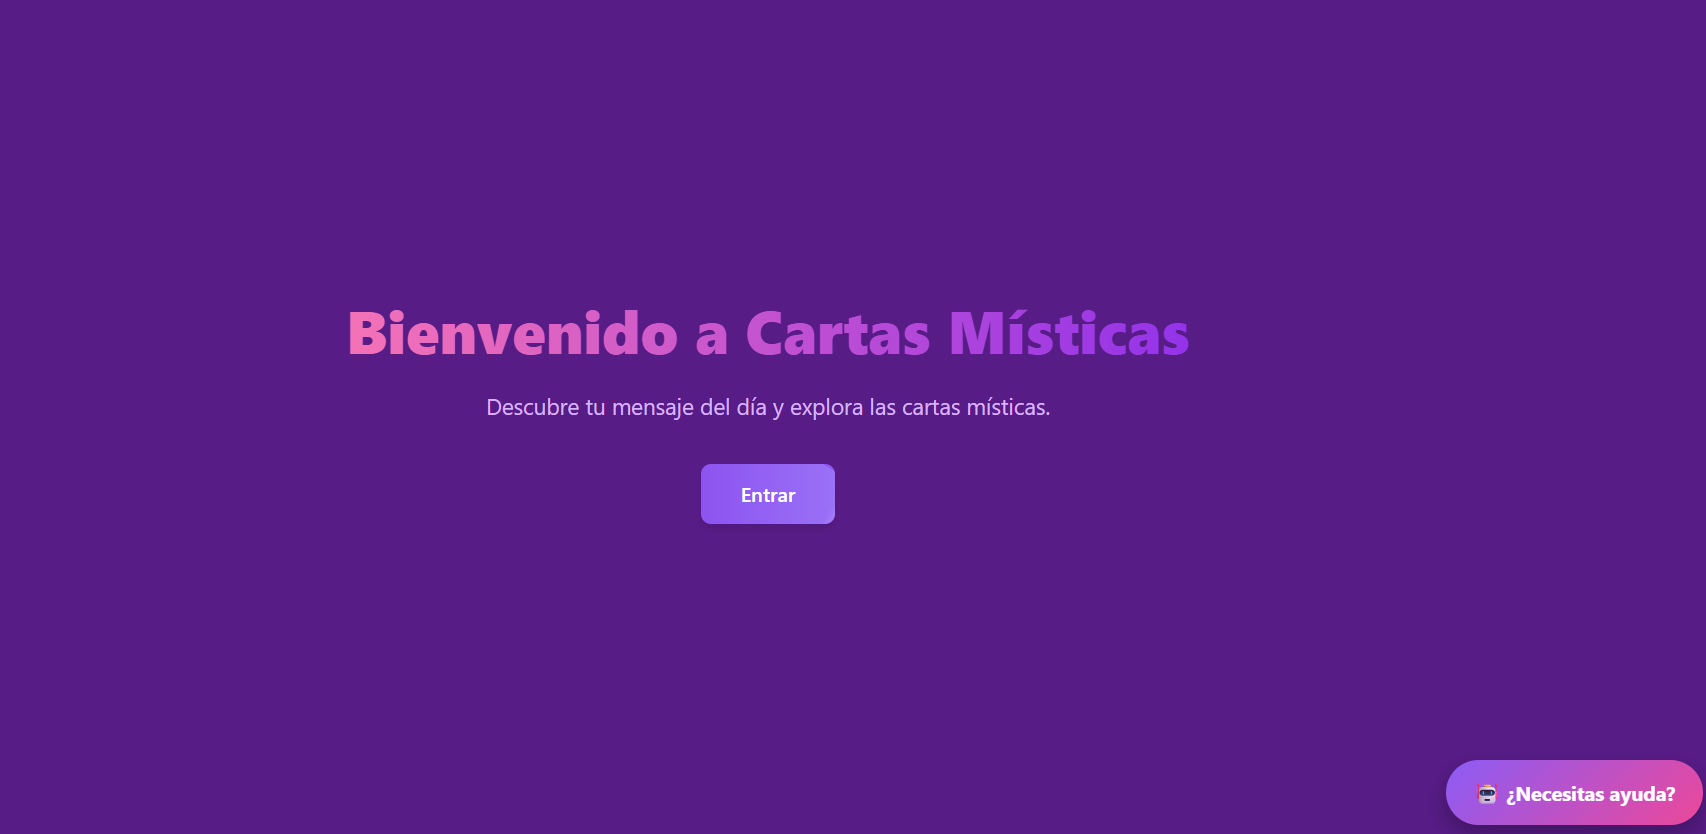 Bienvenido a Cartas Místicas
Descubre tu mensaje del día y explora las cartas místicas.
Entrar
¿Necesitas ayuda?